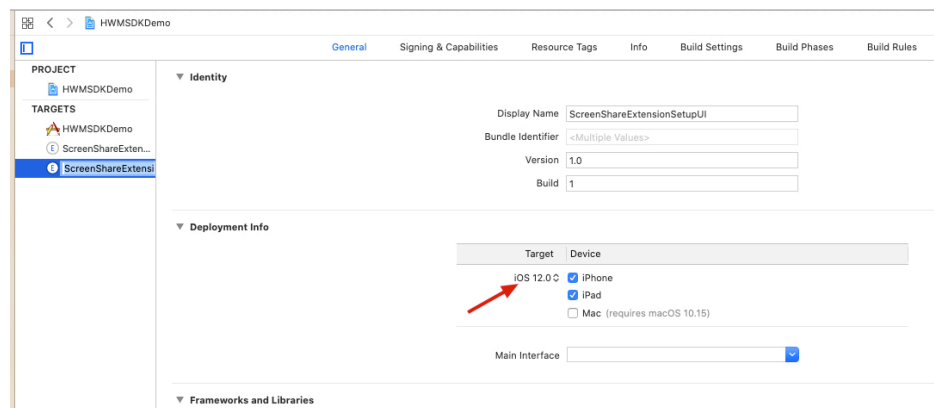 HWMSDKDemo
General Signing & Capabilities Resource Tags Info Build Settings Build Phases Build Rules
PROJECT
HWMSDKDemo
TARGETS
HWMSDKDemo
E ScreenShareExten...
E ScreenShareExtensi
Identity
Display Name ScreenShareExtensionSetupUI
Bundle Identifier <Multiple Values>
Version 1.0
Build 1
Deployment Info
Target Device
iOS 12.0 iPhone
iPad
Mac (requires macOS 10.15)
Main Interface
Frameworks and Libraries